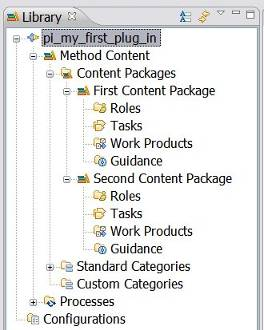 Library
pi_my_first_plug_in
Method Content
Content Packages
First Content Package
Roles
Tasks
Work Products
Guidance
Second Content Package
Roles
Tasks
Work Products
Guidance
Standard Categories
Custom Categories
Processes
Configurations